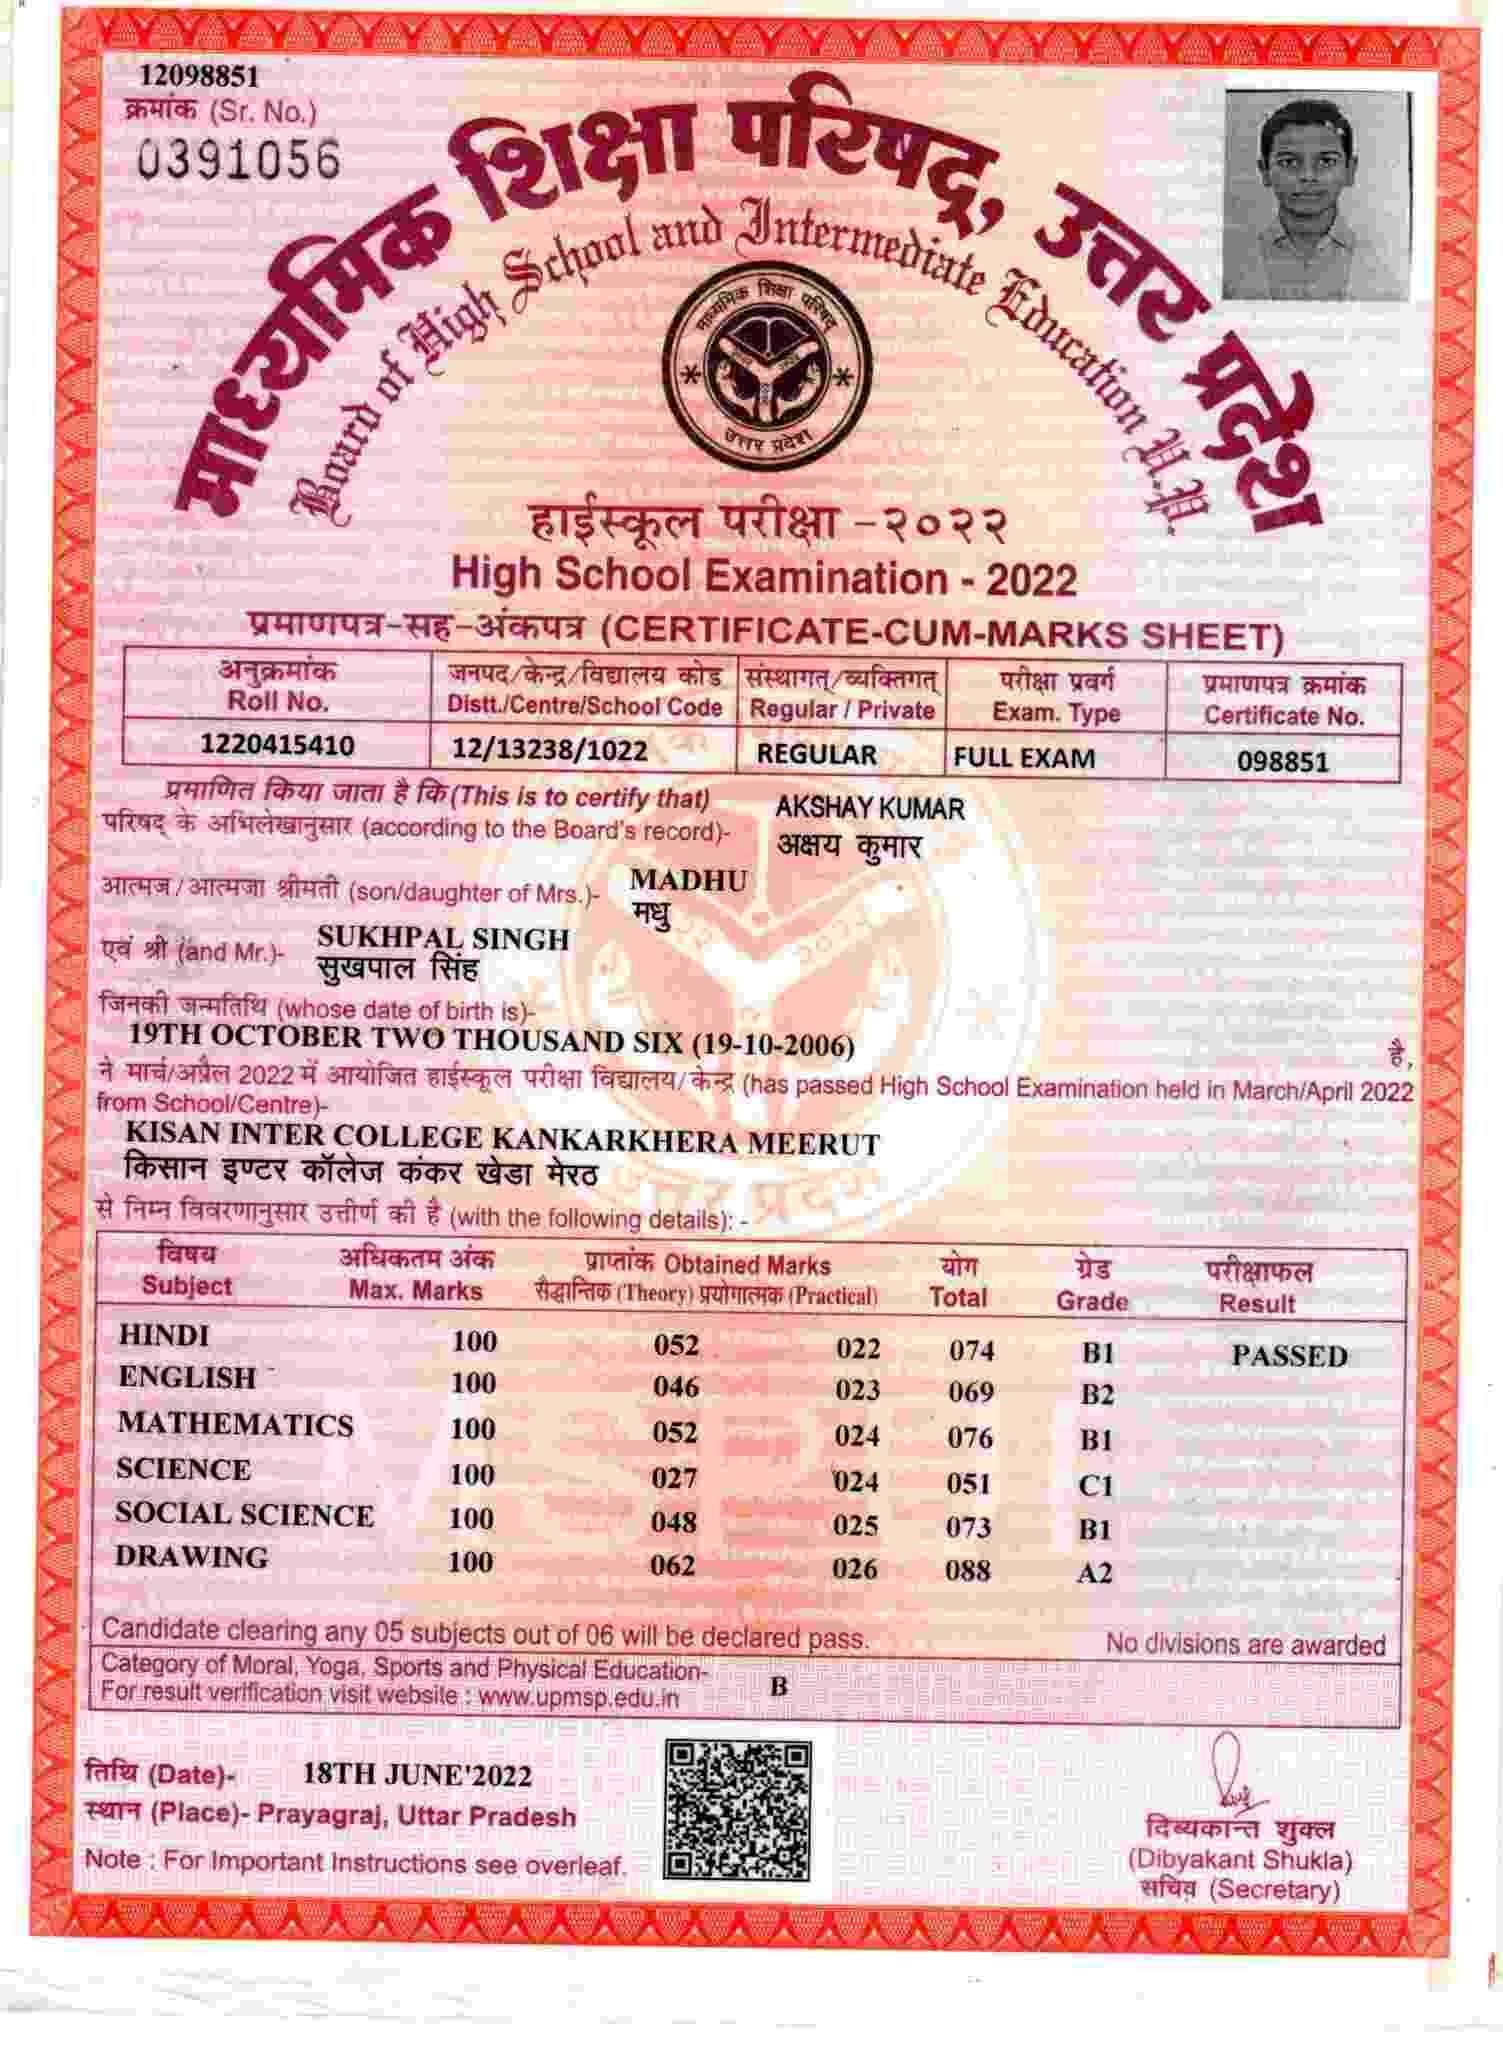 12098851
क्रमांक (Sr. No.)
0391056
माध्यमिक शिक्षा परिषद्, उत्तर प्रदेश
Board of High School and Intermediate Education U.P.
माध्यमिक शिक्षा परिषद्
उत्तर प्रदेश
हाईस्कूल परीक्षा -२०२२
High School Examination - 2022
प्रमाणपत्र-सह-अंकपत्र (CERTIFICATE-CUM-MARKS SHEET)
अनुक्रमांक जनपद/केन्द्र/विद्यालय कोड संस्थागत्/व्यक्तिगत् परीक्षा प्रवर्ग प्रमाणपत्र क्रमांक
Roll No. Distt./Centre/School Code Regular / Private Exam. Type Certificate No.
1220415410 12/13238/1022 REGULAR FULL EXAM 098851
प्रमाणित किया जाता है कि (This is to certify that) AKSHAY KUMAR
परिषद् के अभिलेखानुसार (according to the Board's record)- अक्षय कुमार
आत्मज/आत्मजा श्रीमती (son/daughter of Mrs.)- MADHU
मधु
एवं श्री (and Mr.)- SUKHPAL SINGH
सुखपाल सिंह
जिनकी जन्मतिथि (whose date of birth is)-
19TH OCTOBER TWO THOUSAND SIX (19-10-2006) है,
ने मार्च/अप्रैल 2022 में आयोजित हाईस्कूल परीक्षा विद्यालय/केन्द्र (has passed High School Examination held in March/April 2022
from School/Centre)-
KISAN INTER COLLEGE KANKARKHERA MEERUT
किसान इण्टर कॉलेज कंकर खेडा मेरठ
से निम्न विवरणानुसार उत्तीर्ण की है (with the following details): -
विषय अधिकतम अंक प्राप्तांक Obtained Marks योग ग्रेड परीक्षाफल
Subject Max. Marks सैद्धान्तिक (Theory) प्रयोगात्मक (Practical) Total Grade Result
HINDI 100 052 022 074 B1 PASSED
ENGLISH 100 046 023 069 B2
MATHEMATICS 100 052 024 076 B1
SCIENCE 100 027 024 051 C1
SOCIAL SCIENCE 100 048 025 073 B1
DRAWING 100 062 026 088 A2
Candidate clearing any 05 subjects out of 06 will be declared pass. No divisions are awarded
Category of Moral, Yoga, Sports and Physical Education- B
For result verification visit website : www.upmsp.edu.in
तिथि (Date)- 18TH JUNE'2022
स्थान (Place)- Prayagraj, Uttar Pradesh
Note : For Important Instructions see overleaf.
दिव्यकान्त शुक्ल
(Dibyakant Shukla)
सचिव (Secretary)